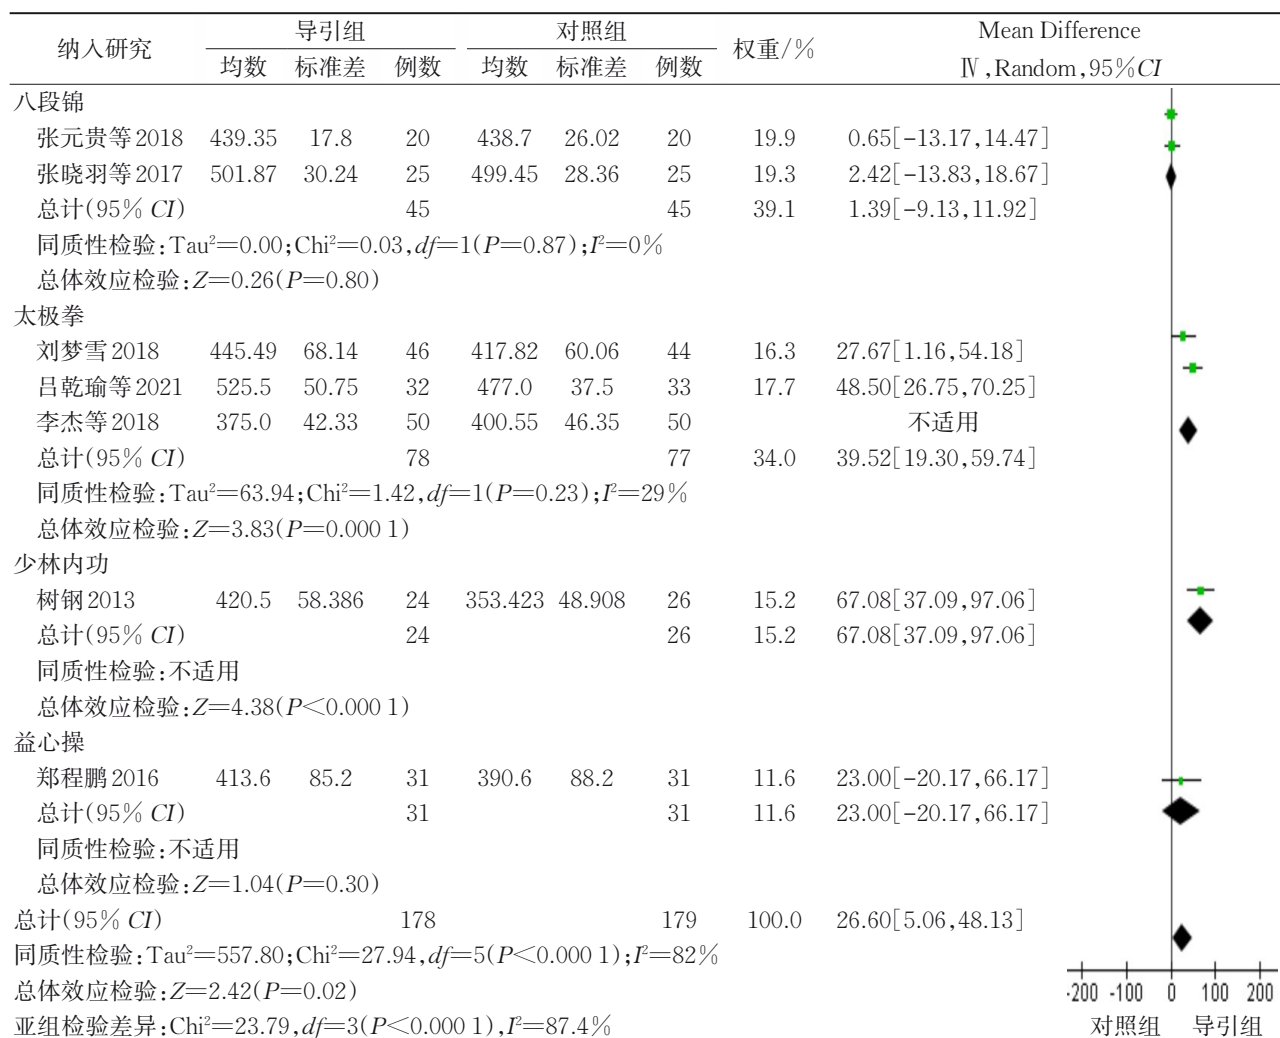 纳入研究 导引组 对照组 权重/% Mean Difference
均数 标准差 例数 均数 标准差 例数 Ⅳ,Random,95%CI
八段锦
张元贵等2018 439.35 17.8 20 438.7 26.02 20 19.9 0.65[-13.17,14.47]
张晓羽等2017 501.87 30.24 25 499.45 28.36 25 19.3 2.42[-13.83,18.67]
总计(95% CI) 45 45 39.1 1.39[-9.13,11.92]
同质性检验:Tau²=0.00;Chi²=0.03,df=1(P=0.87);I²=0%
总体效应检验:Z=0.26(P=0.80)
太极拳
刘梦雪2018 445.49 68.14 46 417.82 60.06 44 16.3 27.67[1.16,54.18]
吕乾瑜等2021 525.5 50.75 32 477.0 37.5 33 17.7 48.50[26.75,70.25]
李杰等2018 375.0 42.33 50 400.55 46.35 50 不适用
总计(95% CI) 78 77 34.0 39.52[19.30,59.74]
同质性检验:Tau²=63.94;Chi²=1.42,df=1(P=0.23);I²=29%
总体效应检验:Z=3.83(P=0.000 1)
少林内功
树钢2013 420.5 58.386 24 353.423 48.908 26 15.2 67.08[37.09,97.06]
总计(95% CI) 24 26 15.2 67.08[37.09,97.06]
同质性检验:不适用
总体效应检验:Z=4.38(P<0.000 1)
益心操
郑程鹏2016 413.6 85.2 31 390.6 88.2 31 11.6 23.00[-20.17,66.17]
总计(95% CI) 31 31 11.6 23.00[-20.17,66.17]
同质性检验:不适用
总体效应检验:Z=1.04(P=0.30)
总计(95% CI) 178 179 100.0 26.60[5.06,48.13]
同质性检验:Tau²=557.80;Chi²=27.94,df=5(P<0.000 1);I²=82%
总体效应检验:Z=2.42(P=0.02)
亚组检验差异:Chi²=23.79,df=3(P<0.000 1),I²=87.4%
-200 -100 0 100 200
对照组 导引组